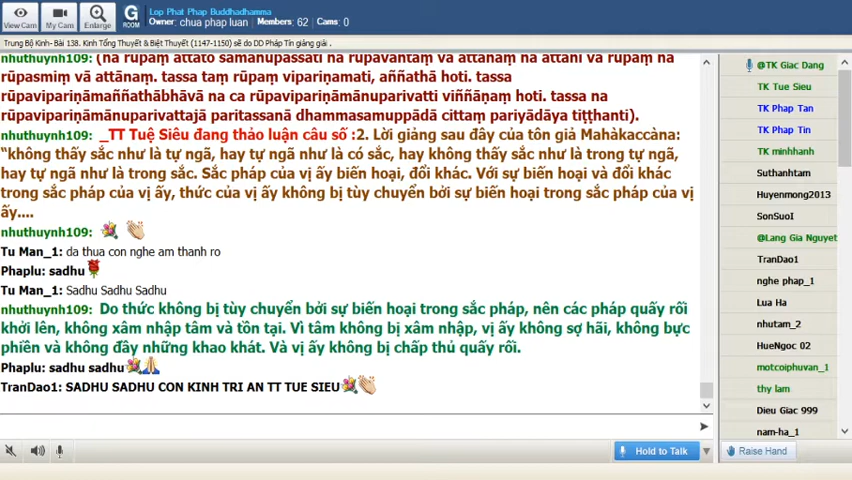 Lop Phat Phap Buddhadhamma
Owner: chua phap luan Members: 62 Cams: 0
View Cam
My Cam
Enlarge
G
ROOM
Trung Bộ Kinh- Bài 138. Kinh Tổng Thuyết & Biệt Thuyết (1147-1150) sẽ do DD Pháp Tín giảng giải .
nhuthuynh109: (na rūpaṃ attato samanupassati na rūpavantaṃ vā attānaṃ na attani vā rūpaṃ na
rūpasmiṃ vā attānaṃ. tassa taṃ rūpaṃ vipariṇamati, aññathā hoti. tassa
rūpavipariṇāmaññathābhāvā na ca rūpavipariṇāmānuparivatti viññāṇaṃ hoti. tassa na
rūpavipariṇāmānuparivattajā paritassanā dhammasamuppādā cittaṃ pariyādāya tiṭṭhanti).
nhuthuynh109: _TT Tuệ Siêu đang thảo luận câu số :2. Lời giảng sau đây của tôn giả Mahàkaccàna:
“không thấy sắc như là tự ngã, hay tự ngã như là có sắc, hay không thấy sắc như là trong tự ngã,
hay tự ngã như là trong sắc. Sắc pháp của vị ấy biến hoại, đổi khác. Với sự biến hoại và đổi khác
trong sắc pháp của vị ấy, thức của vị ấy không bị tùy chuyển bởi sự biến hoại trong sắc pháp của vị
ấy....
nhuthuynh109:
Tu Man_1: da thua con nghe am thanh ro
Phaplu: sadhu
Tu Man_1: Sadhu Sadhu Sadhu
nhuthuynh109: Do thức không bị tùy chuyển bởi sự biến hoại trong sắc pháp, nên các pháp quấy rối
khởi lên, không xâm nhập tâm và tồn tại. Vì tâm không bị xâm nhập, vị ấy không sợ hãi, không bực
phiền và không đầy những khao khát. Và vị ấy không bị chấp thủ quấy rối.
Phaplu: sadhu sadhu
TranDao1: SADHU SADHU CON KINH TRI AN TT TUE SIEU
Hold to Talk
@TK Giac Dang
TK Tue Sieu
TK Phap Tan
TK Phap Tin
TK minhhanh
Suthanhtam
Huyenmong2013
SonSuoI
@Lang Gia Nguyet
TranDao1
nghe phap_1
Lua Ha
nhutam_2
HueNgoc 02
motcoiphuvan_1
thy lam
Dieu Giac 999
nam-ha_1
Raise Hand